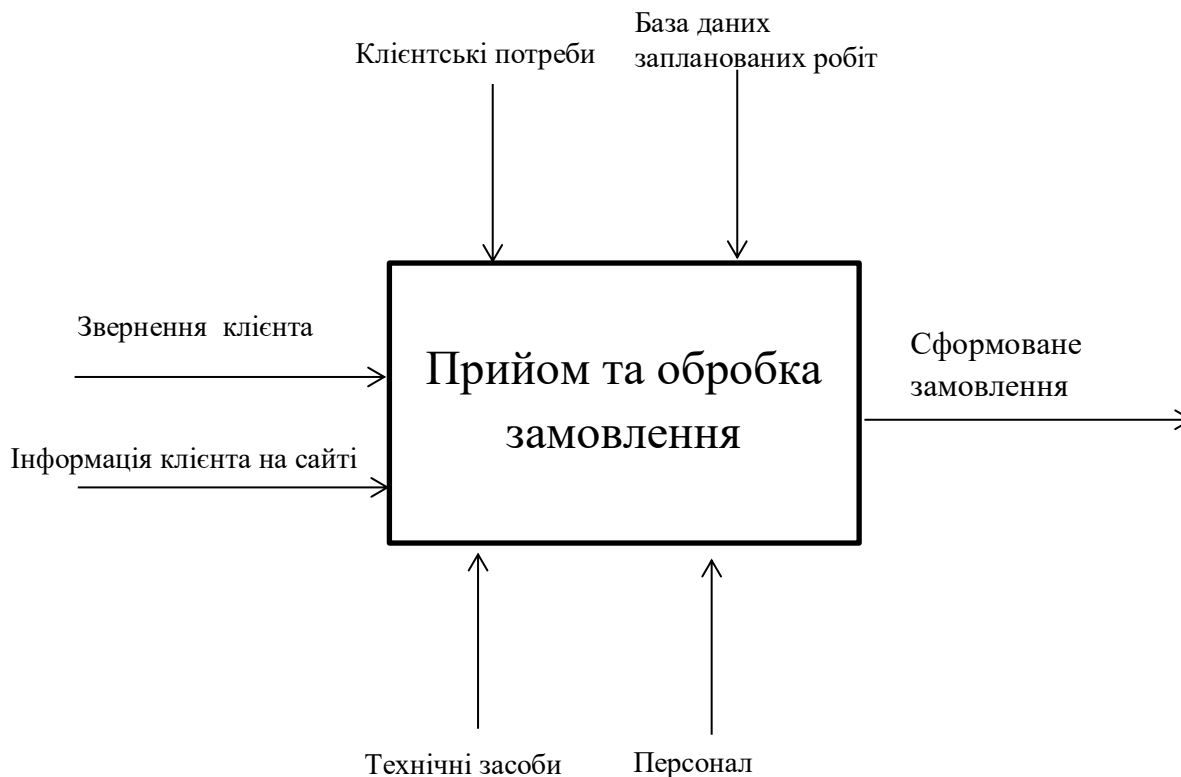 База даних
Клієнтські потреби
запланованих робіт
Звернення клієнта
Прийом та обробка
замовлення
Сформоване
замовлення
Інформація клієнта на сайті
Технічні засоби
Персонал